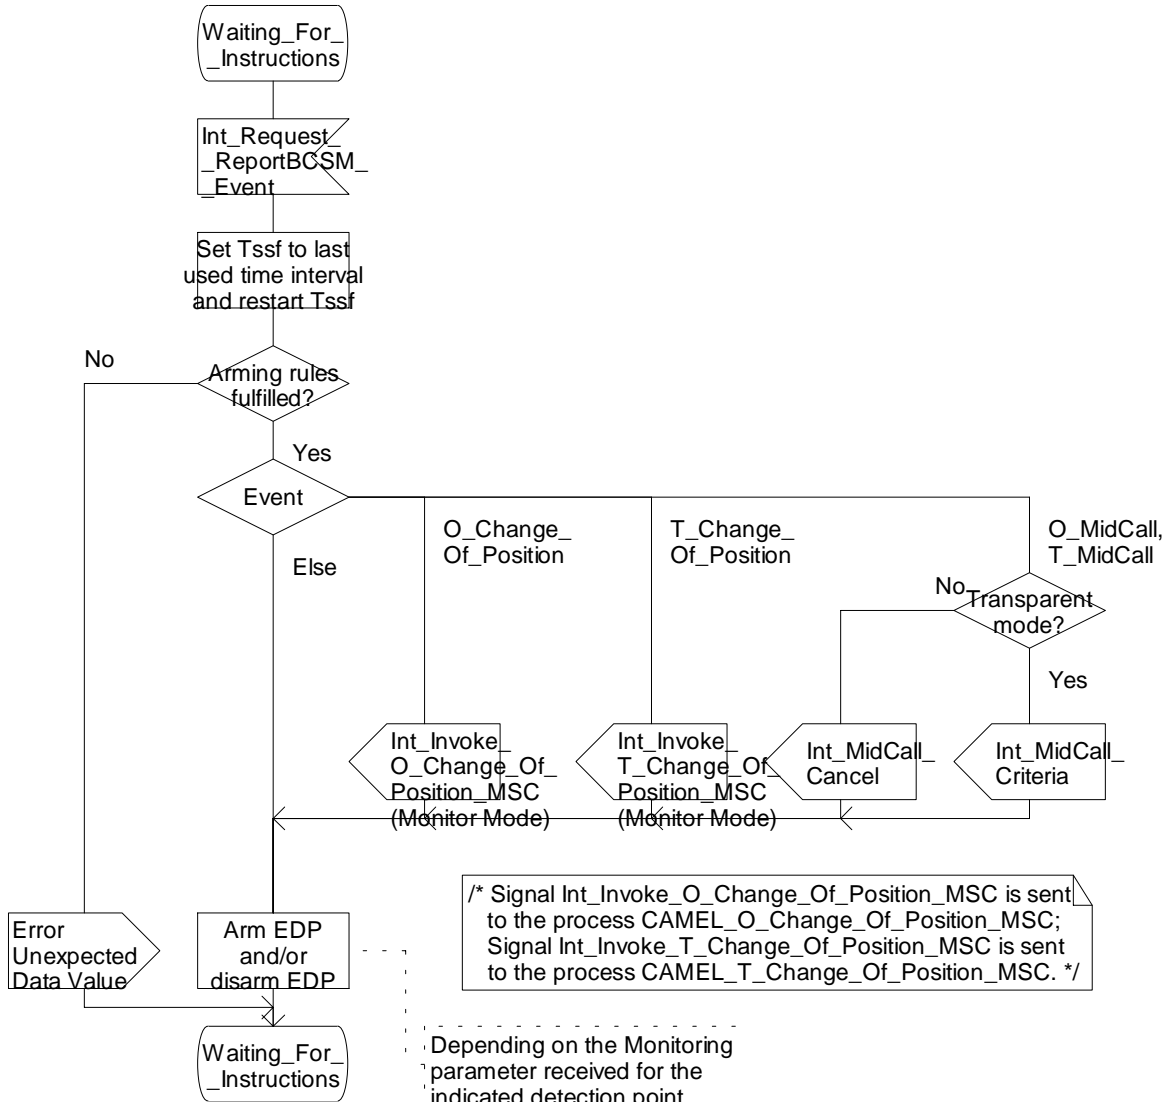 Waiting_For_
_Instructions
Int_Request_
_ReportBCSM_
_Event
Set Tssf to last
used time interval
and restart Tssf
No
Arming rules
fulfilled?
Yes
Event
O_Change_
Of_Position
T_Change_
Of_Position
O_MidCall,
T_MidCall
Else
No
Transparent
mode?
Yes
Int_Invoke_
O_Change_Of_
Position_MSC
(Monitor Mode)
Int_Invoke_
T_Change_Of_
Position_MSC
(Monitor Mode)
Int_MidCall_
Cancel
Int_MidCall_
Criteria
/* Signal Int_Invoke_O_Change_Of_Position_MSC is sent
to the process CAMEL_O_Change_Of_Position_MSC;
Signal Int_Invoke_T_Change_Of_Position_MSC is sent
to the process CAMEL_T_Change_Of_Position_MSC. */
Error
Unexpected
Data Value
Arm EDP
and/or
disarm EDP
Waiting_For_
_Instructions
Depending on the Monitoring
parameter received for the
indicated detection point